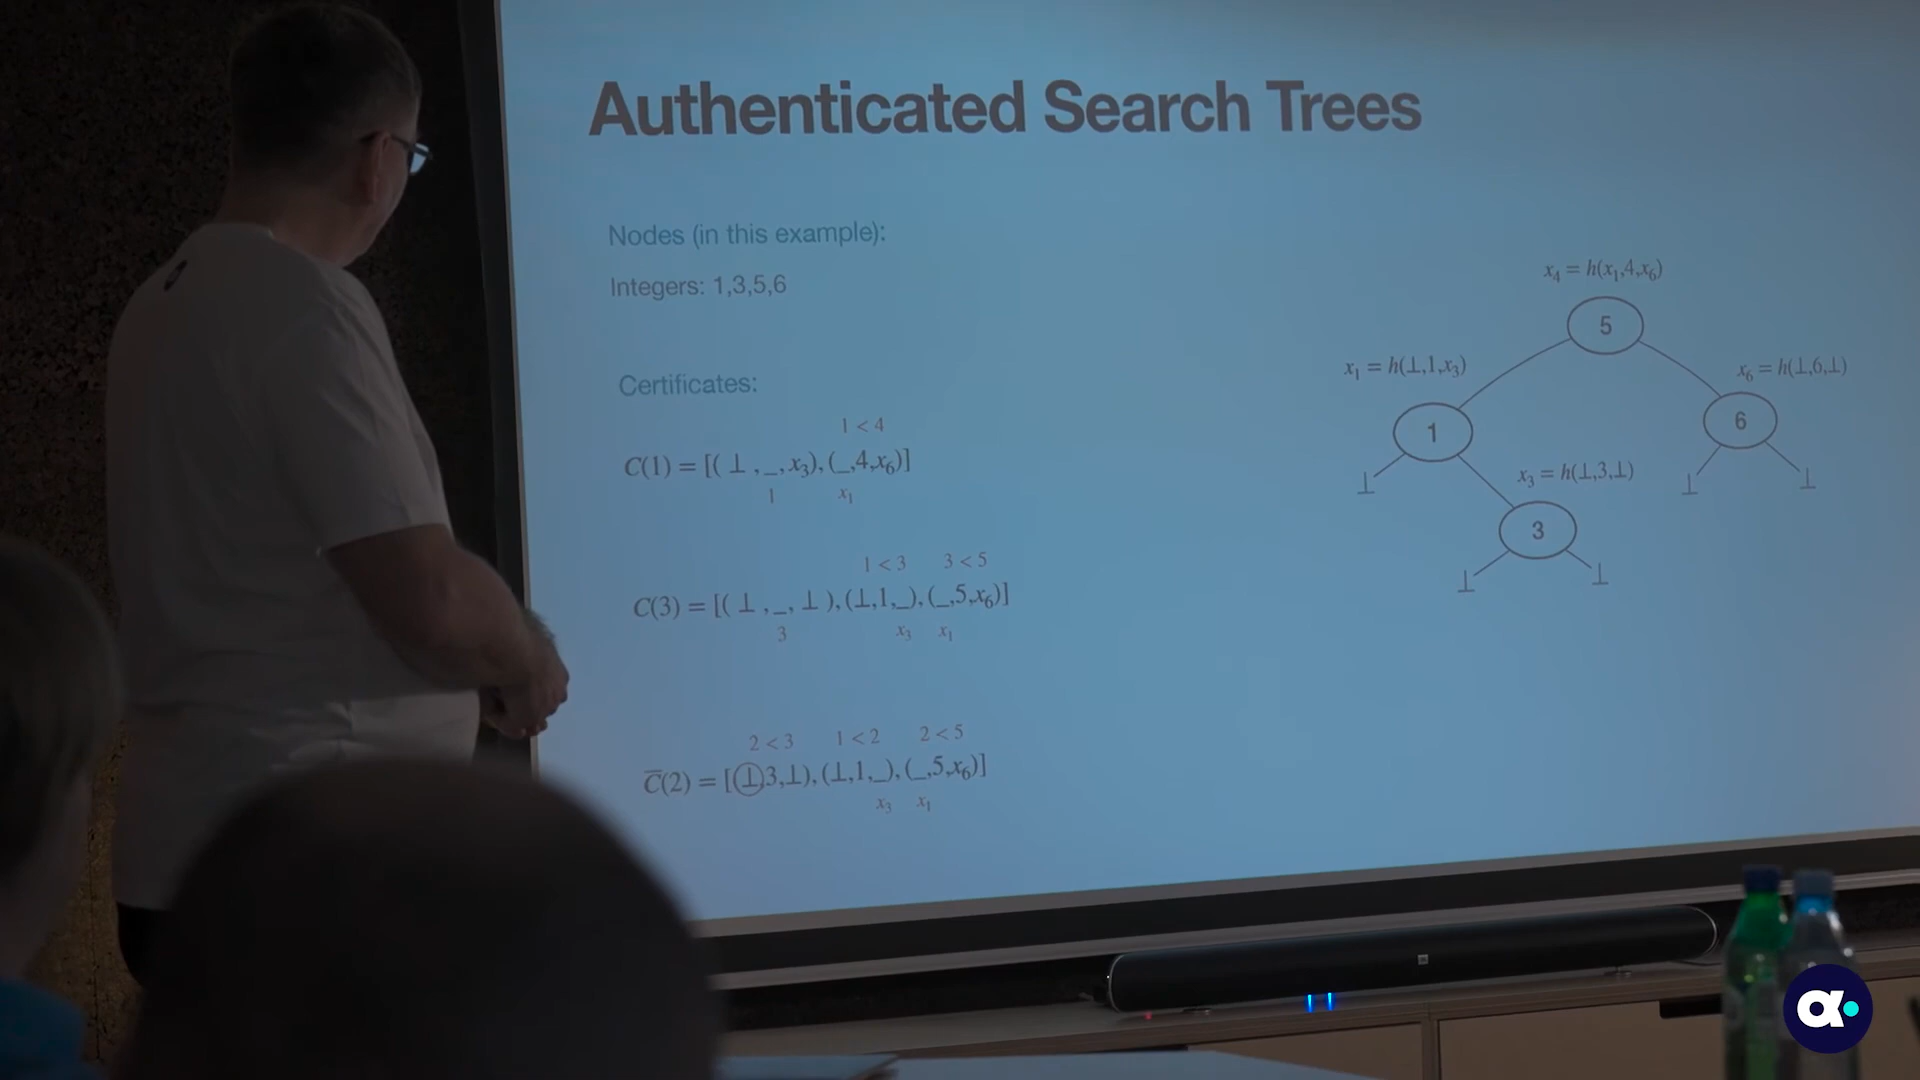 Authenticated Search Trees
Nodes (in this example):
Integers: 1,3,5,6
Certificates:
1 < 4
C(1) = [( ⊥ , _, x₃), (_,4,x₆)]
1 x₁
1 < 3 3 < 5
C(3) = [( ⊥ , _, ⊥ ), (⊥,1,_), (_,5,x₆)]
3 x₃ x₁
2 < 3 1 < 2 2 < 5
C̅(2) = [(⊥,3,⊥), (⊥,1,_), (_,5,x₆)]
x₃ x₁
x₄ = h(x₁,4,x₆)
5
x₁ = h(⊥,1,x₃)
x₆ = h(⊥,6,⊥)
1
6
⊥
x₃ = h(⊥,3,⊥)
⊥ ⊥
3
⊥ ⊥
α